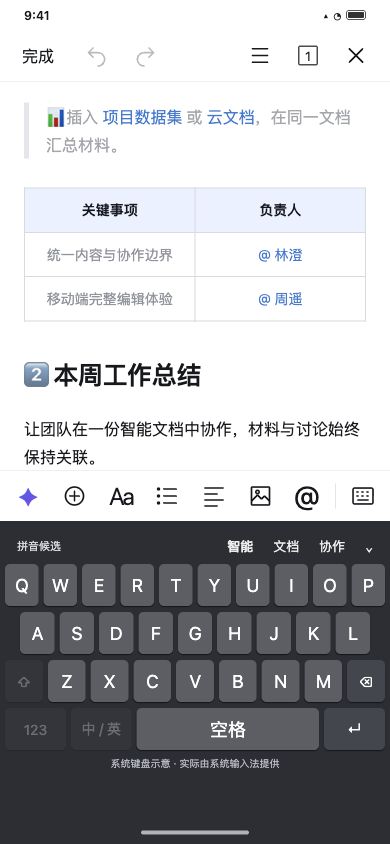 9:41
完成
1
插入 项目数据集 或 云文档，在同一文档
汇总材料。
关键事项 负责人
统一内容与协作边界 @ 林澄
移动端完整编辑体验 @ 周遥
2 本周工作总结
让团队在一份智能文档中协作，材料与讨论始终
保持关联。
Aa @
拼音候选 智能 文档 协作
Q W E R T Y U I O P
A S D F G H J K L
Z X C V B N M
123 中 / 英 空格
系统键盘示意 · 实际由系统输入法提供